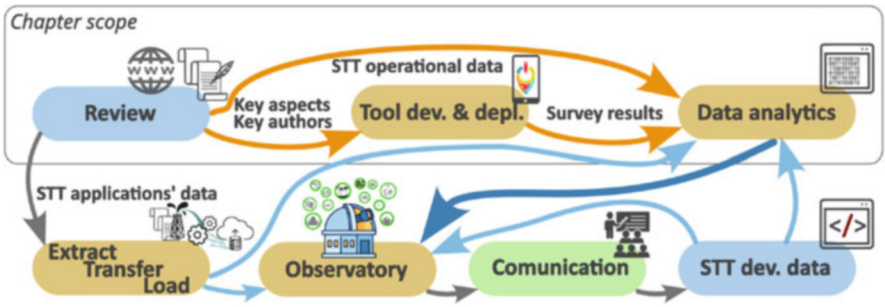 Chapter scope
WWW
STT operational data
Review
Key aspects
Key authors
Tool dev. & depl.
Survey results
Data analytics
STT applications' data
Extract
Transfer
Load
Observatory
Comunication
</>
STT dev. data